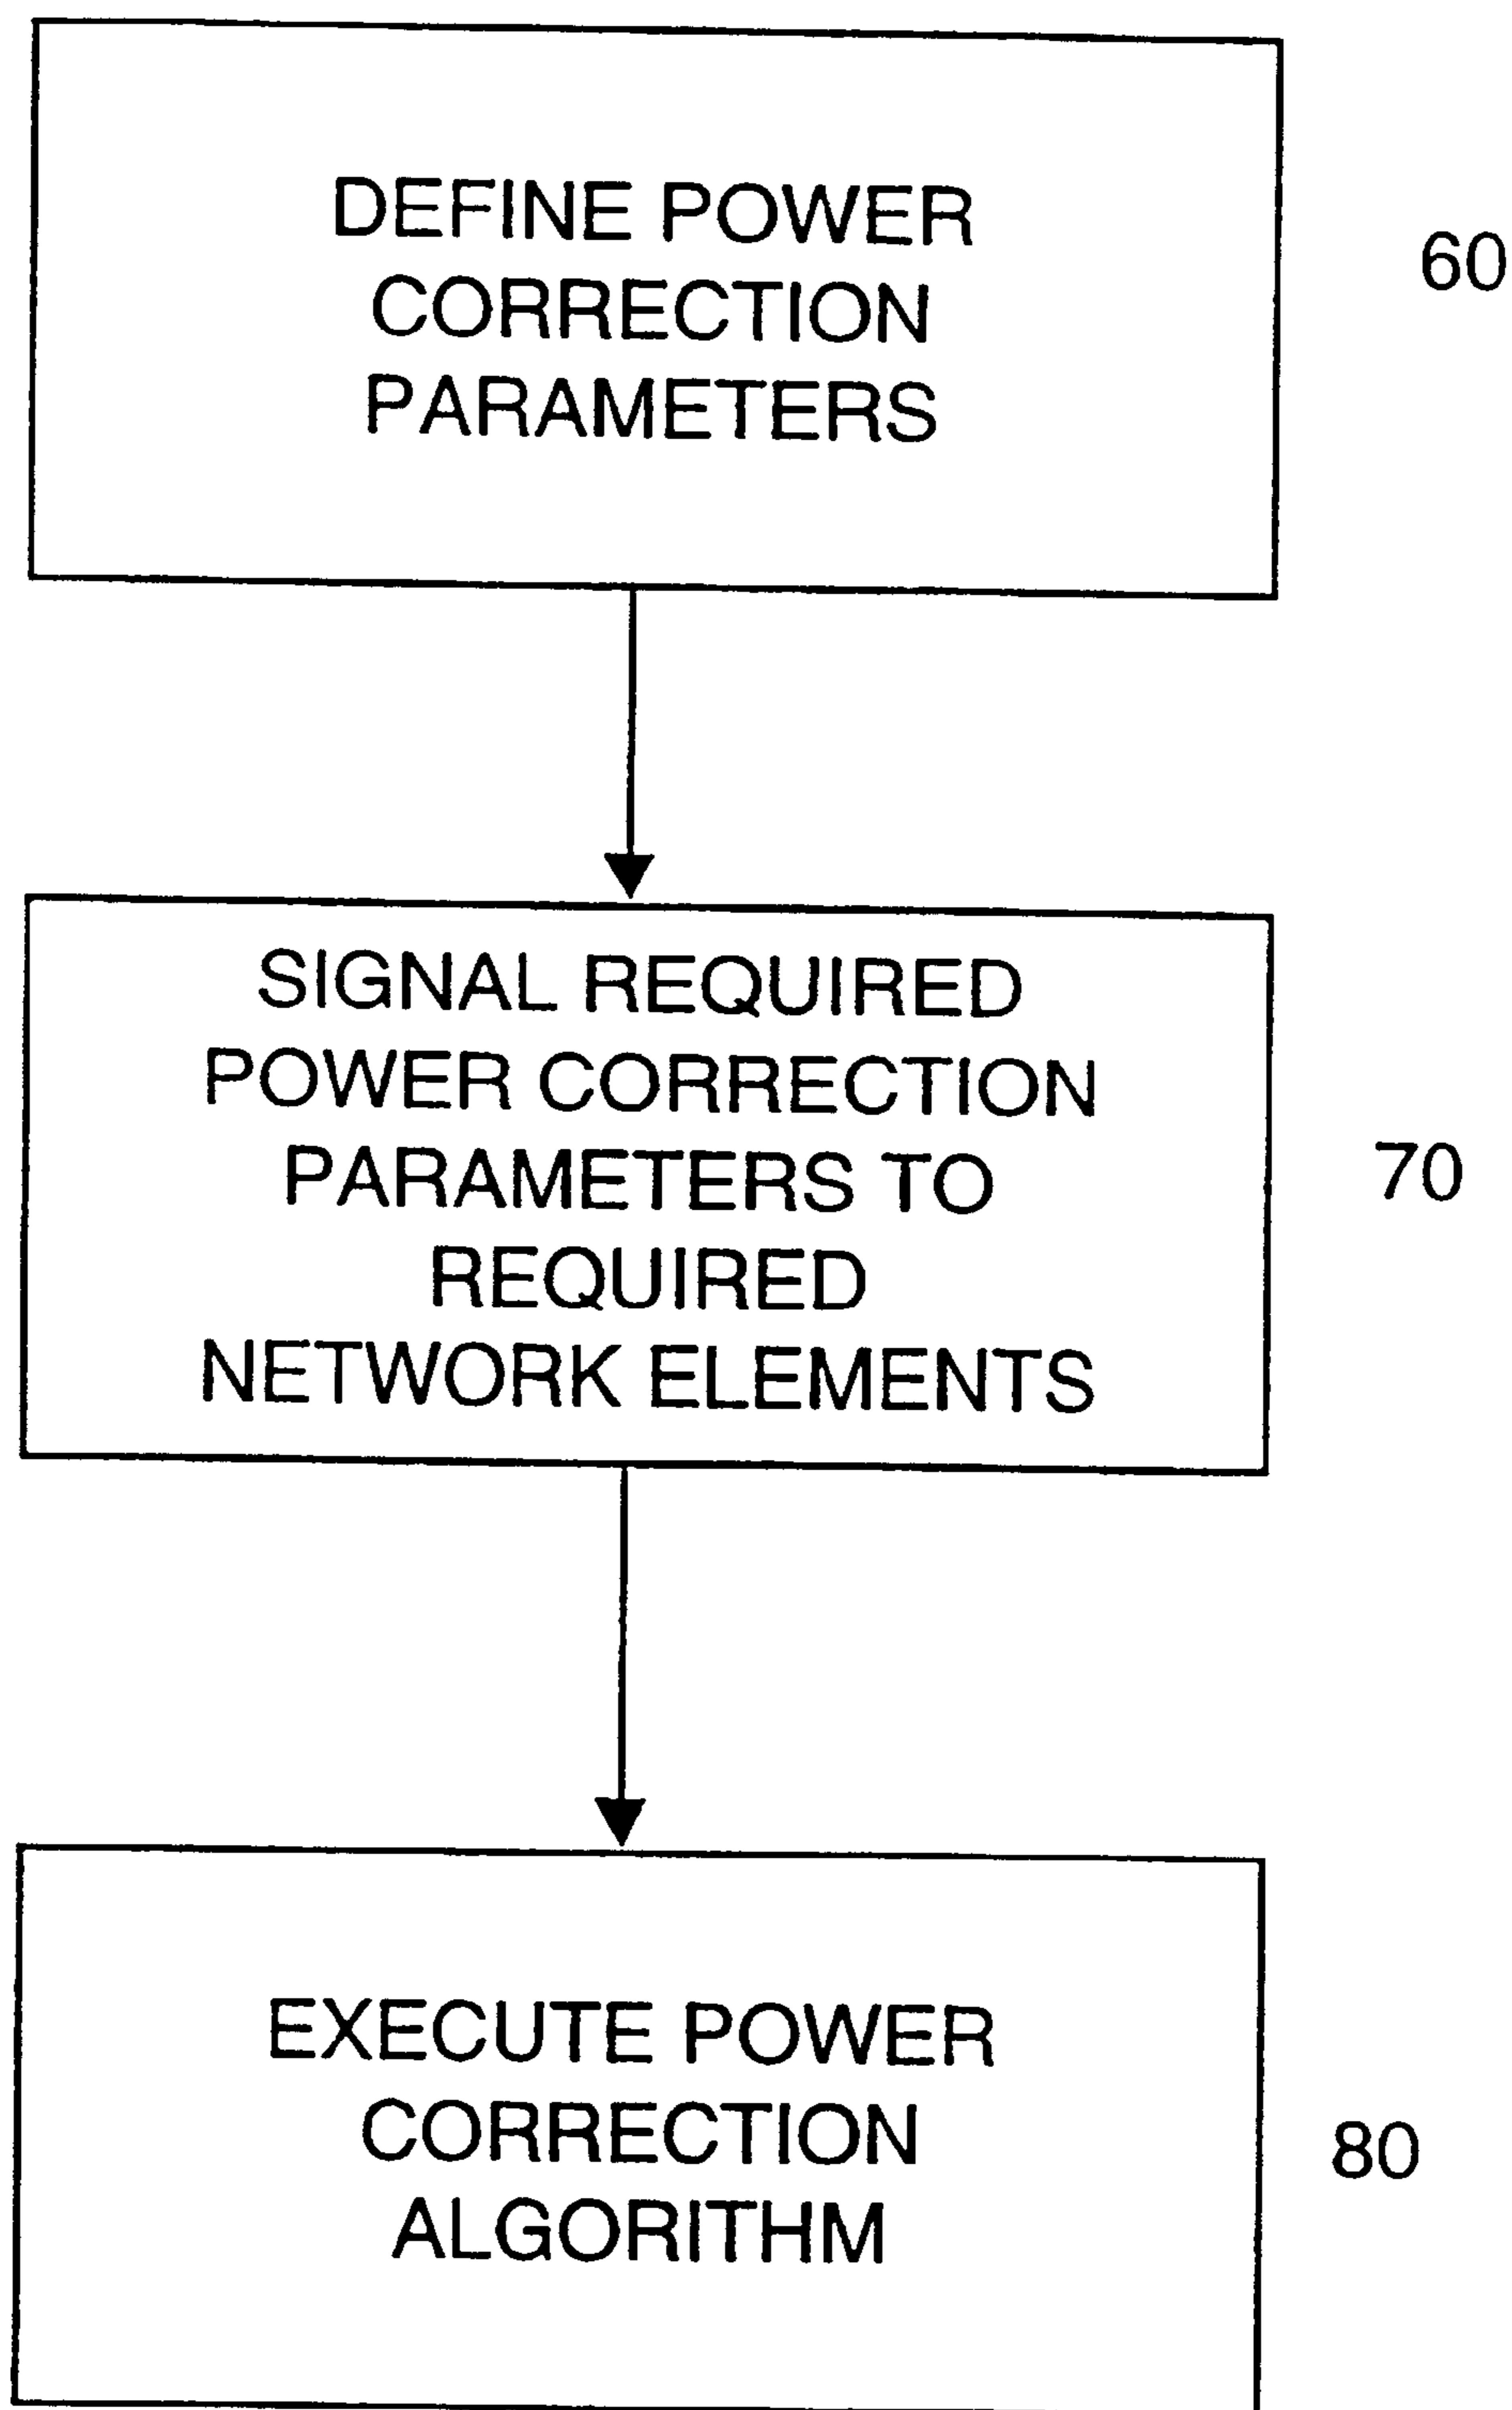 DEFINE POWER
CORRECTION
PARAMETERS
60
SIGNAL REQUIRED
POWER CORRECTION
PARAMETERS TO
REQUIRED
NETWORK ELEMENTS
70
EXECUTE POWER
CORRECTION
ALGORITHM
80